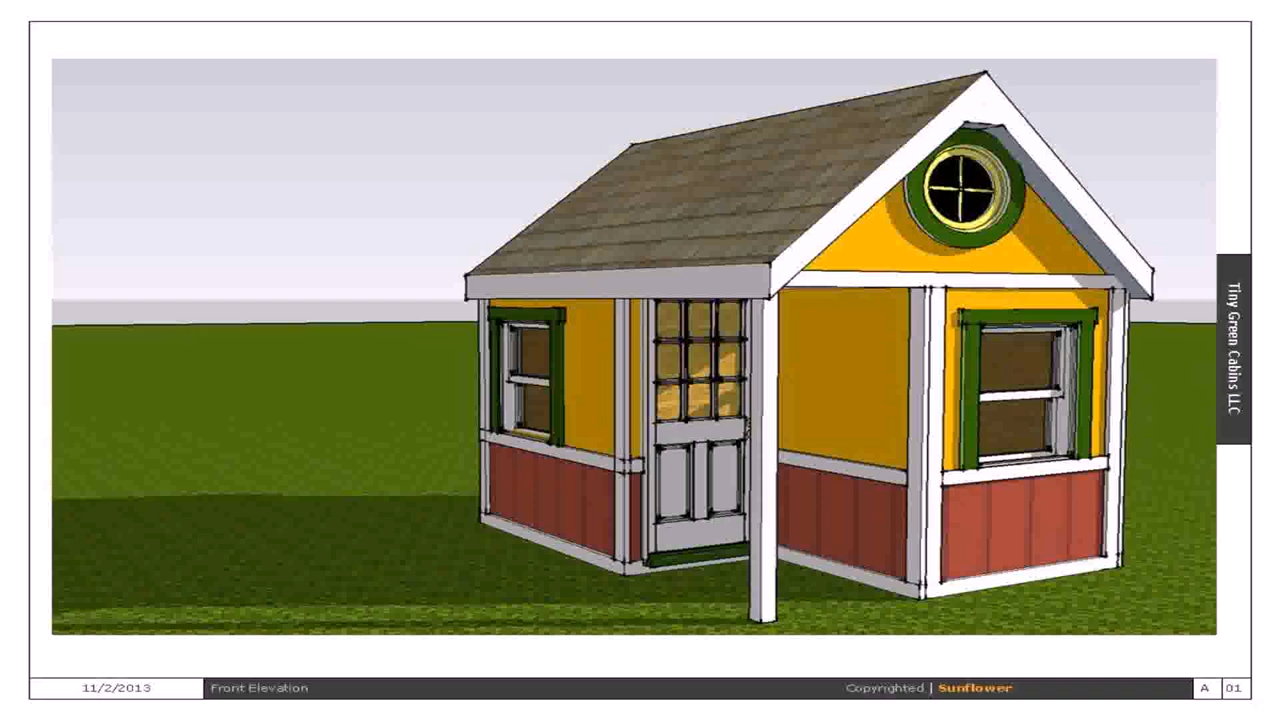 Tiny Green Cabins LLC
11/2/2013
Front Elevation
Copyrighted | Sunflower
A 01